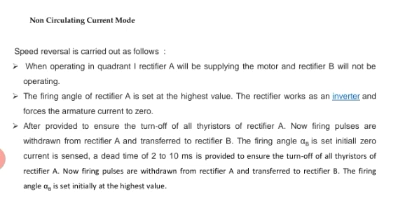 Non Circulating Current Mode
Speed reversal is carried out as follows :
➢ When operating in quadrant I rectifier A will be supplying the motor and rectifier B will not be
operating.
➢ The firing angle of rectifier A is set at the highest value. The rectifier works as an inverter and
forces the armature current to zero.
➢ After provided to ensure the turn-off of all thyristors of rectifier A. Now firing pulses are
withdrawn from rectifier A and transferred to rectifier B. The firing angle αB is set initiall zero
current is sensed, a dead time of 2 to 10 ms is provided to ensure the turn-off of all thyristors of
rectifier A. Now firing pulses are withdrawn from rectifier A and transferred to rectifier B. The firing
angle αB is set initially at the highest value.